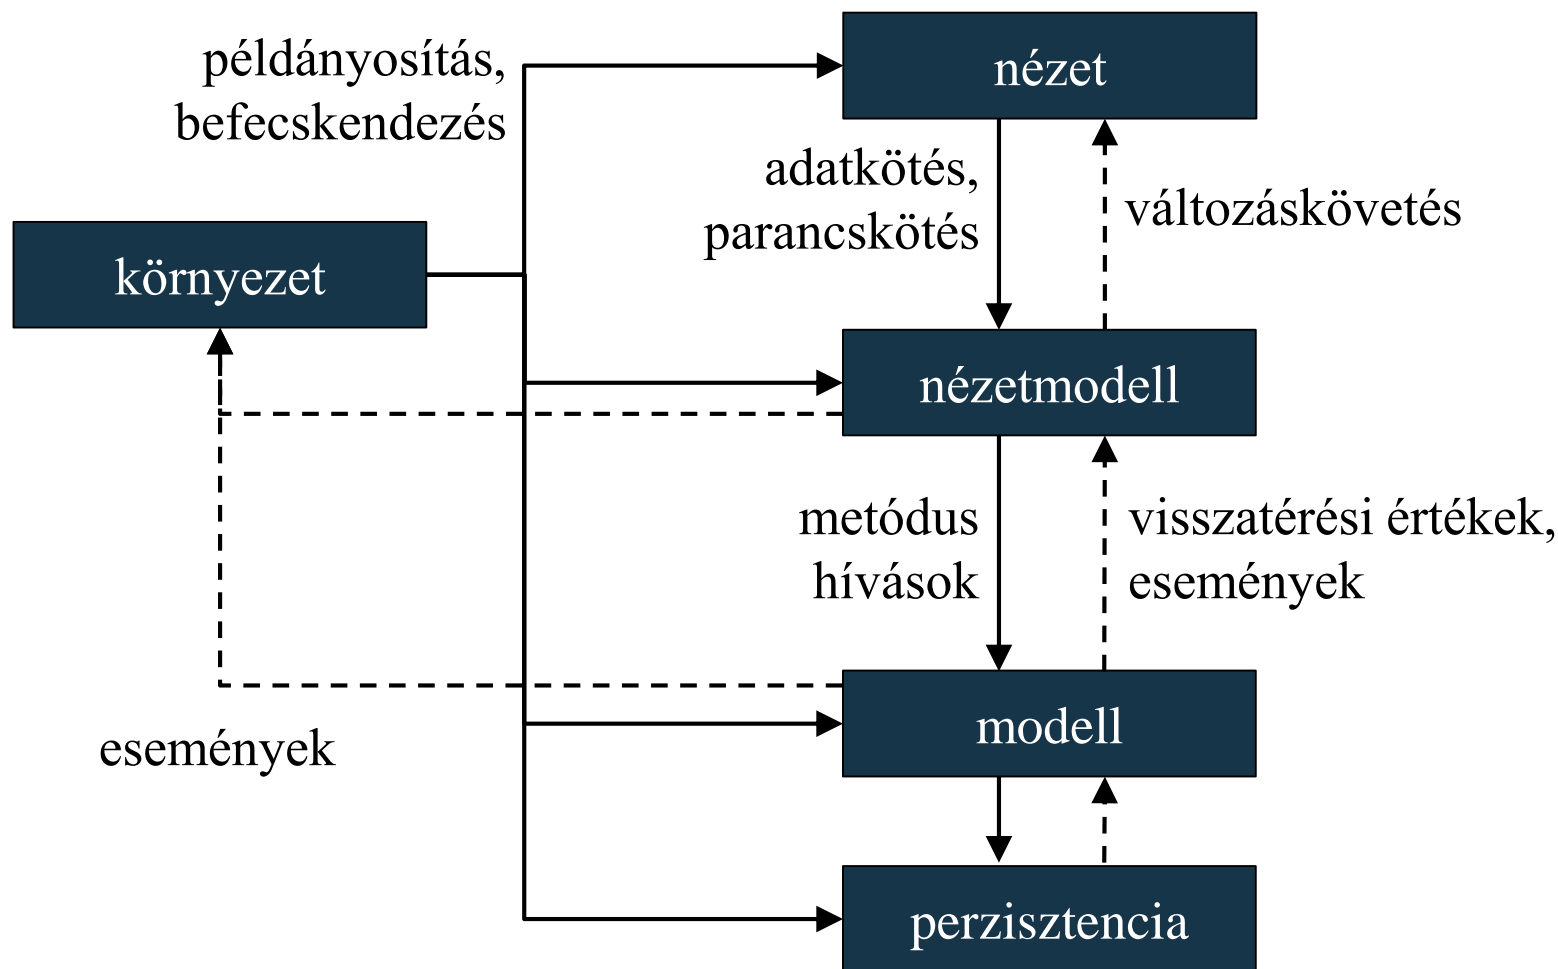 nézet
példányosítás,
befecskendezés
adatkötés,
parancskötés
változáskövetés
környezet
nézetmodell
metódus
hívások
visszatérési értékek,
események
modell
események
perzisztencia